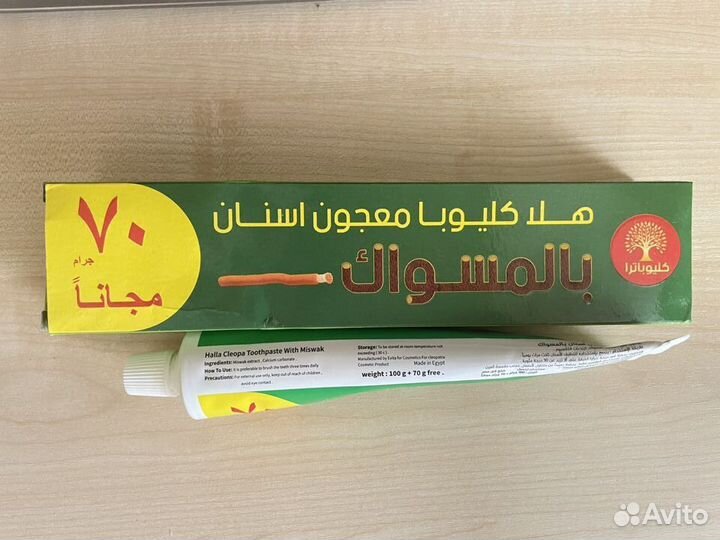 هلا كليوبا معجون اسنان
بالمسواك
كليوباترا
٧٠
جرام
مجاناً
Halla Cleopa Toothpaste With Miswak
Ingredients: Miswak extract , Calcium carbonate .
How To Use: It is preferable to brush the teeth three times daily
Precautions: For external use only, keep out of reach of children ,
avoid eye contact .
Storage: To be stored at room temperature not
exceeding ( 30 c ).
Manufactured by Evita for Cosmetics For cleopatra
Cosmetic Product Made in Egypt
weight : 100 g + 70 g free .
Avito